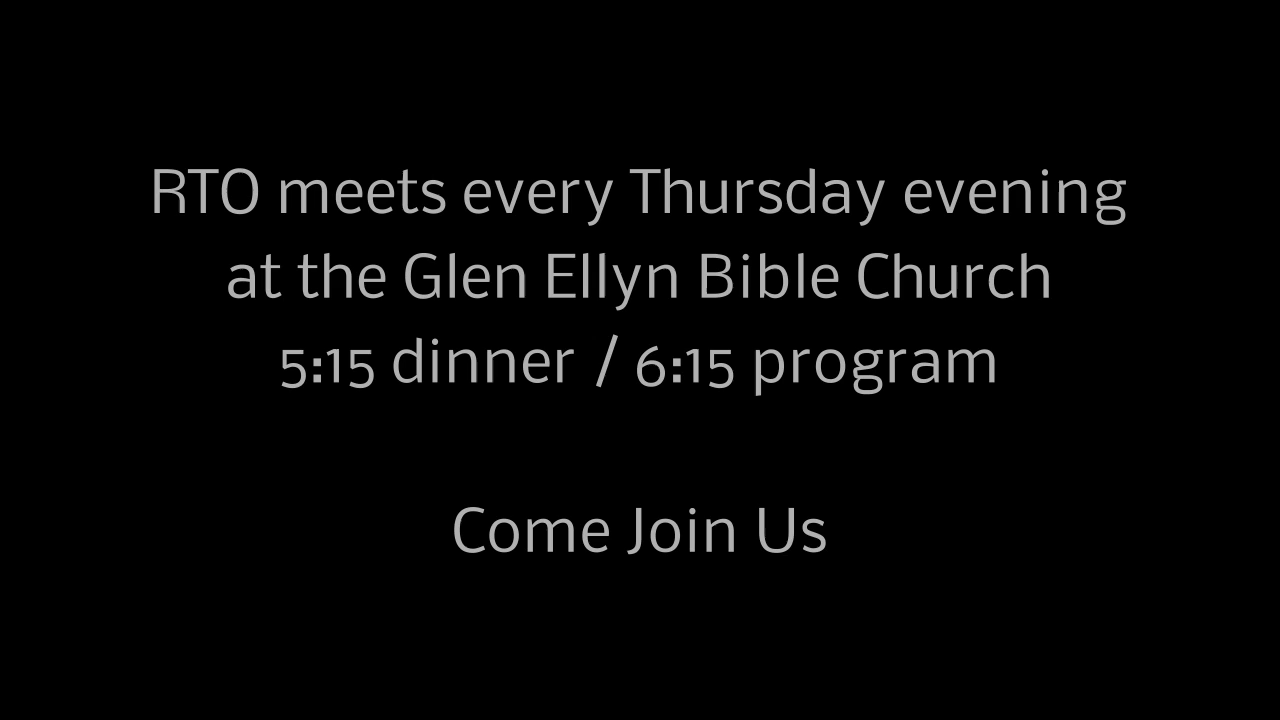 RTO meets every Thursday evening
at the Glen Ellyn Bible Church
5:15 dinner / 6:15 program
Come Join Us